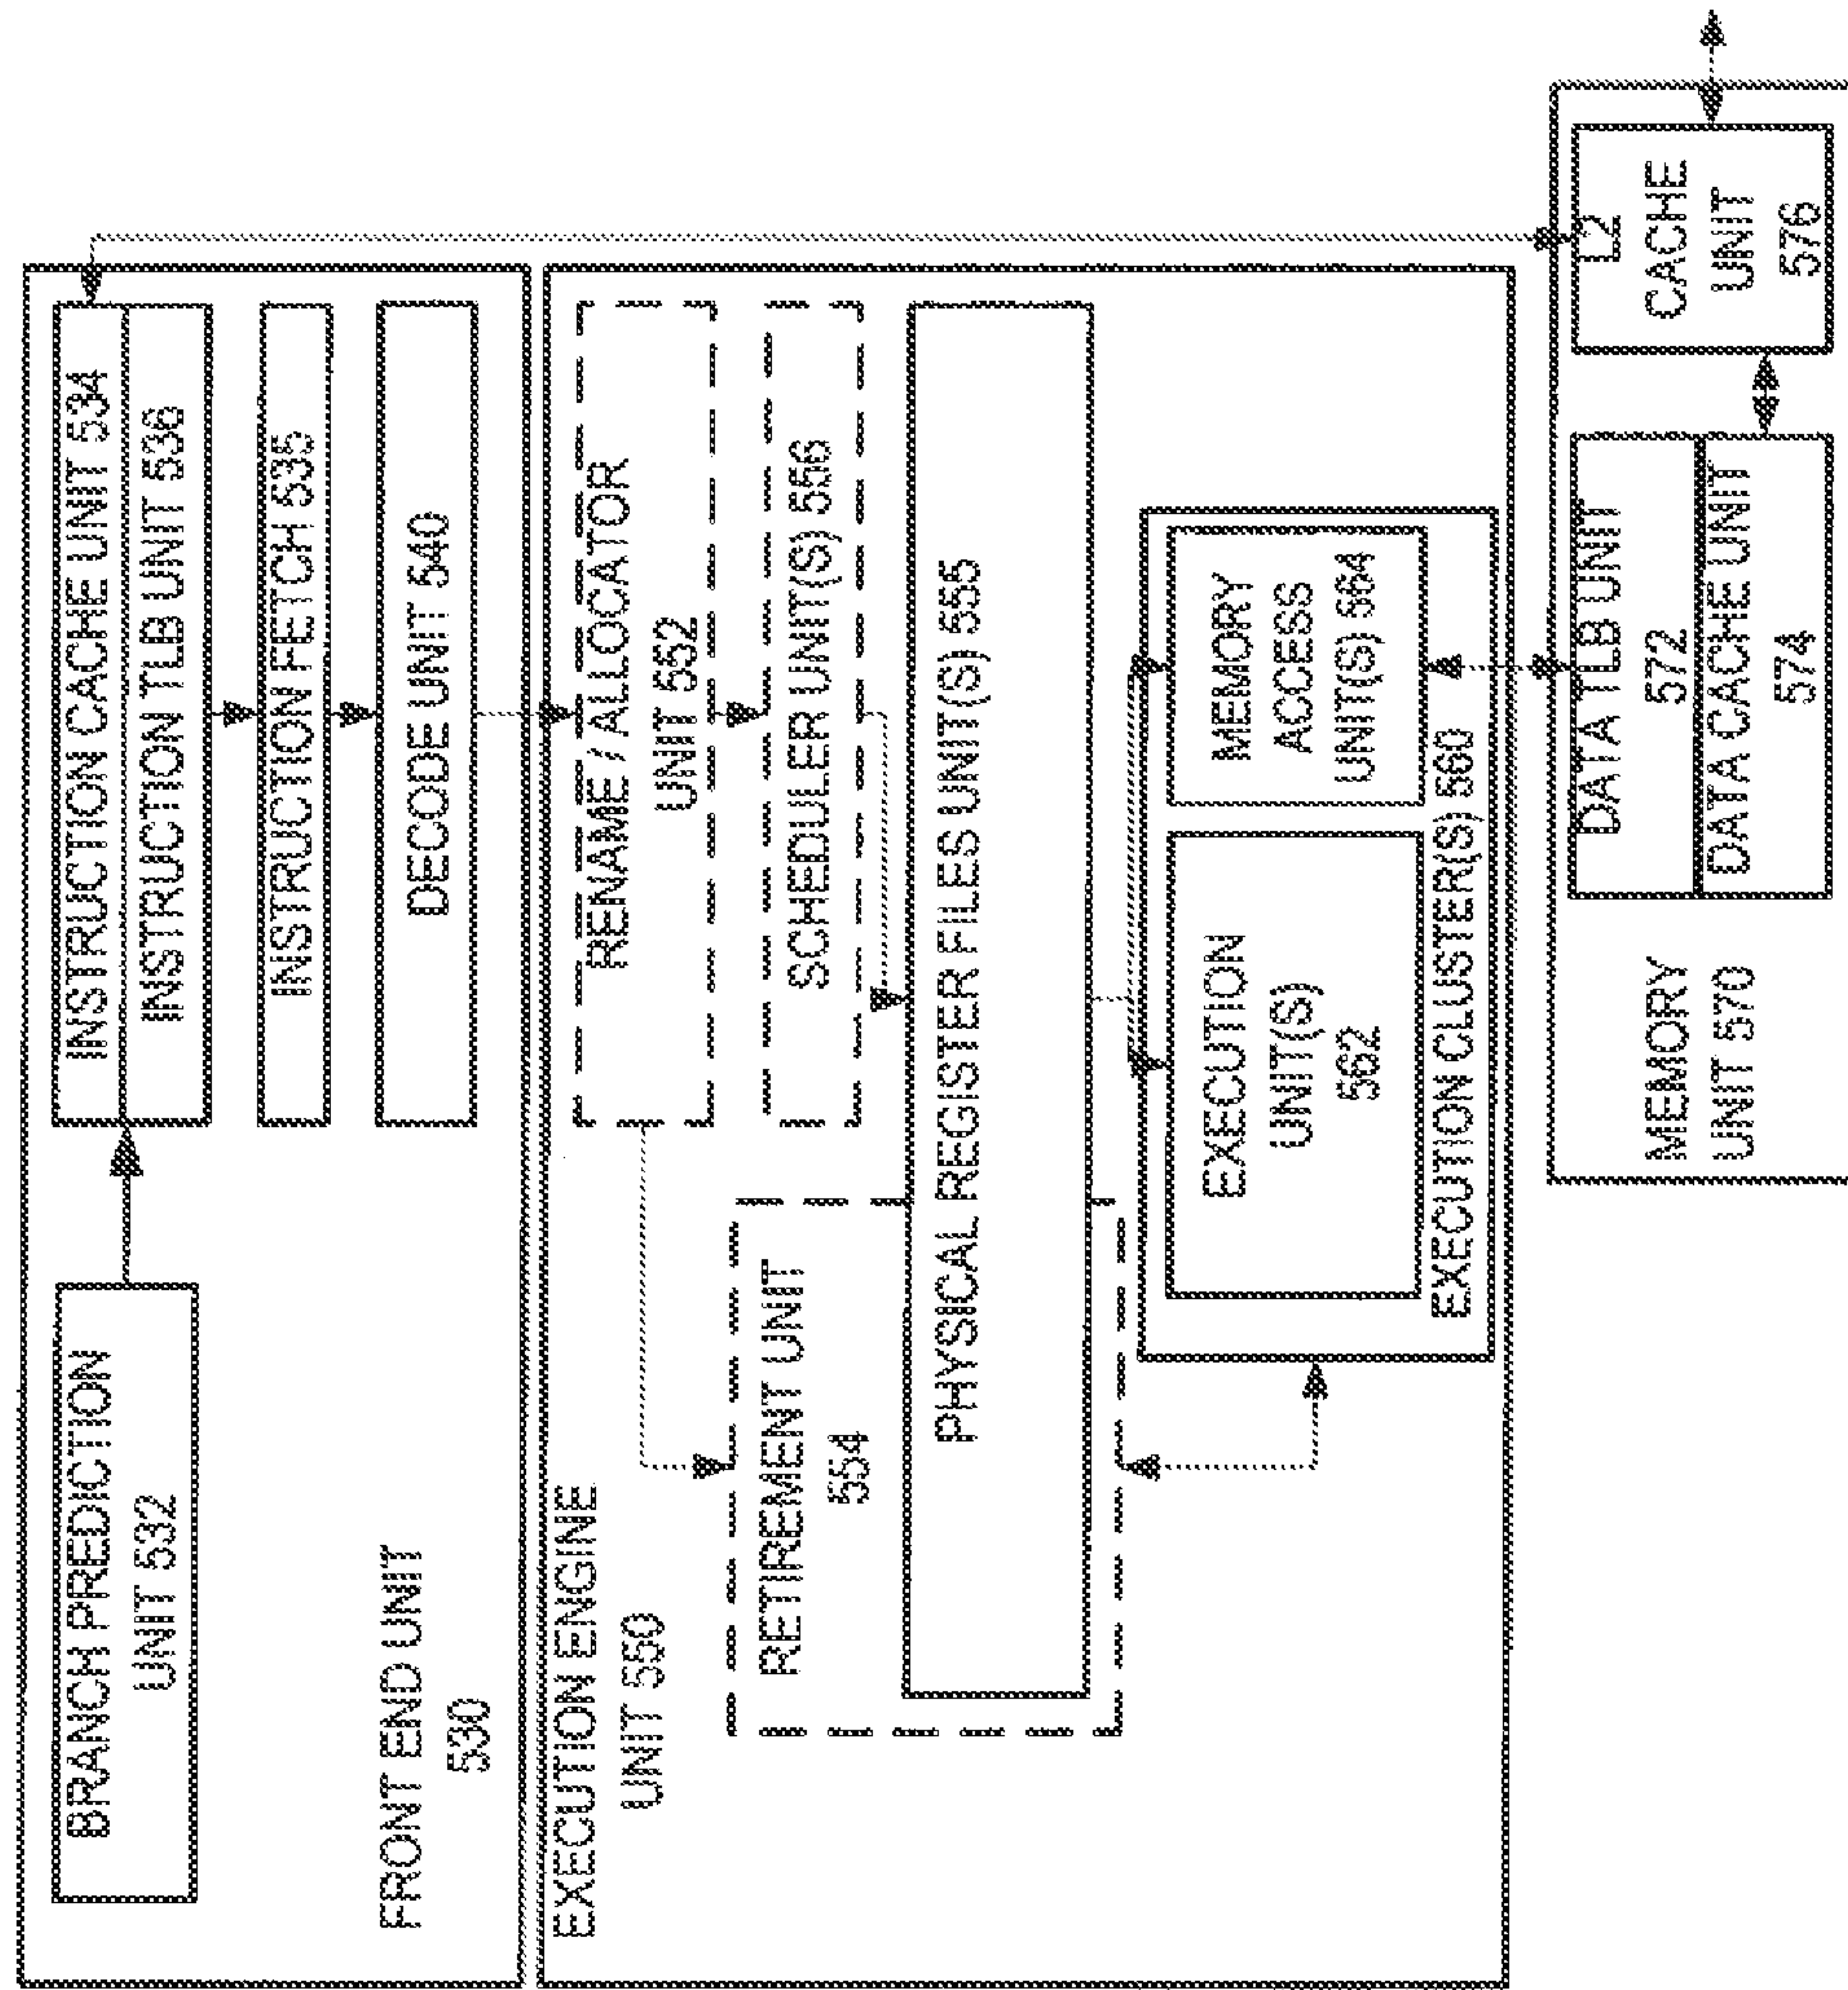 BRANCH PREDICTION
UNIT 532
INSTRUCTION CACHE UNIT 534
INSTRUCTION TLB UNIT 536
INSTRUCTION FETCH 535
DECODE UNIT 540
FRONT END UNIT
530
EXECUTION ENGINE
UNIT 550
RENAME / ALLOCATOR
UNIT 552
SCHEDULER UNIT(S) 556
RETIREMENT UNIT
554
PHYSICAL REGISTER FILES UNIT(S) 555
EXECUTION
UNIT(S)
562
MEMORY
ACCESS
UNIT(S) 564
EXECUTION CLUSTER(S) 560
MEMORY
UNIT 570
DATA TLB UNIT
572
DATA CACHE UNIT
574
L2
CACHE
UNIT
576